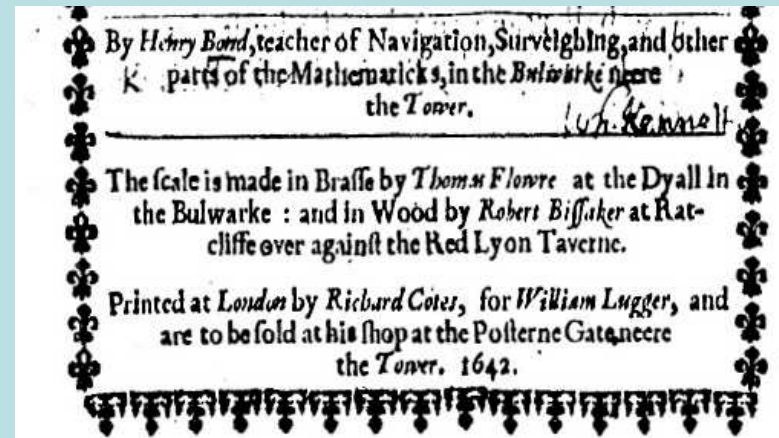 By Henry Bond, teacher of Navigation, Surveighing, and other
parts of the Mathematicks, in the Bulwarke neere
the Tower.
The ſcale is made in Braſſe by Thomas Flowre at the Dyall in
the Bulwarke : and in Wood by Robert Biſſaker at Rat-
cliffe over againſt the Red Lyon Taverne.
Printed at London by Richard Cotes, for William Lugger, and
are to be ſold at his ſhop at the Poſterne Gate, neere
the Tower. 1642.